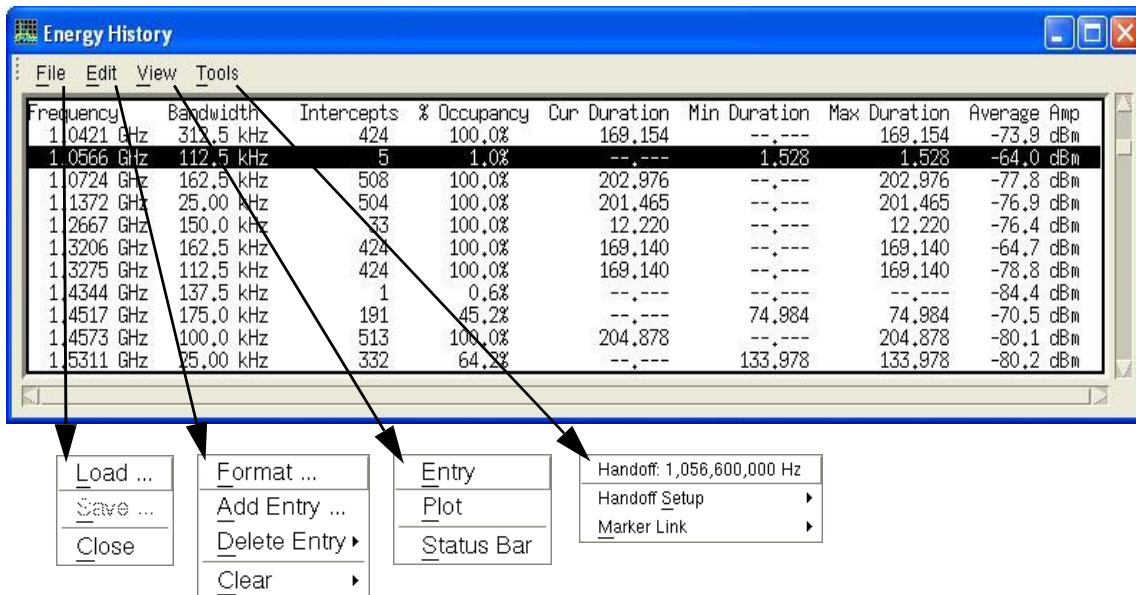 Energy History
File Edit View Tools
Frequency Bandwidth Intercepts % Occupancy Cur Duration Min Duration Max Duration Average Amp
1.0421 GHz 312.5 kHz 424 100.0% 169.154 --.--- 169.154 -73.9 dBm
1.0566 GHz 112.5 kHz 5 1.0% --.--- 1.528 1.528 -64.0 dBm
1.0724 GHz 162.5 kHz 508 100.0% 202.976 --.--- 202.976 -77.8 dBm
1.1372 GHz 25.00 kHz 504 100.0% 201.465 --.--- 201.465 -76.9 dBm
1.2667 GHz 150.0 kHz 33 100.0% 12.220 --.--- 12.220 -76.4 dBm
1.3206 GHz 162.5 kHz 424 100.0% 169.140 --.--- 169.140 -64.7 dBm
1.3275 GHz 112.5 kHz 424 100.0% 169.140 --.--- 169.140 -78.8 dBm
1.4344 GHz 137.5 kHz 1 0.6% --.--- --.--- --.--- -84.4 dBm
1.4517 GHz 175.0 kHz 191 45.2% --.--- 74.984 74.984 -70.5 dBm
1.4573 GHz 100.0 kHz 513 100.0% 204.878 --.--- 204.878 -80.1 dBm
1.5311 GHz 25.00 kHz 332 64.2% --.--- 133.978 133.978 -80.2 dBm
Load ...
Save ...
Close
Format ...
Add Entry ...
Delete Entry
Clear
Entry
Plot
Status Bar
Handoff: 1,056,600,000 Hz
Handoff Setup
Marker Link